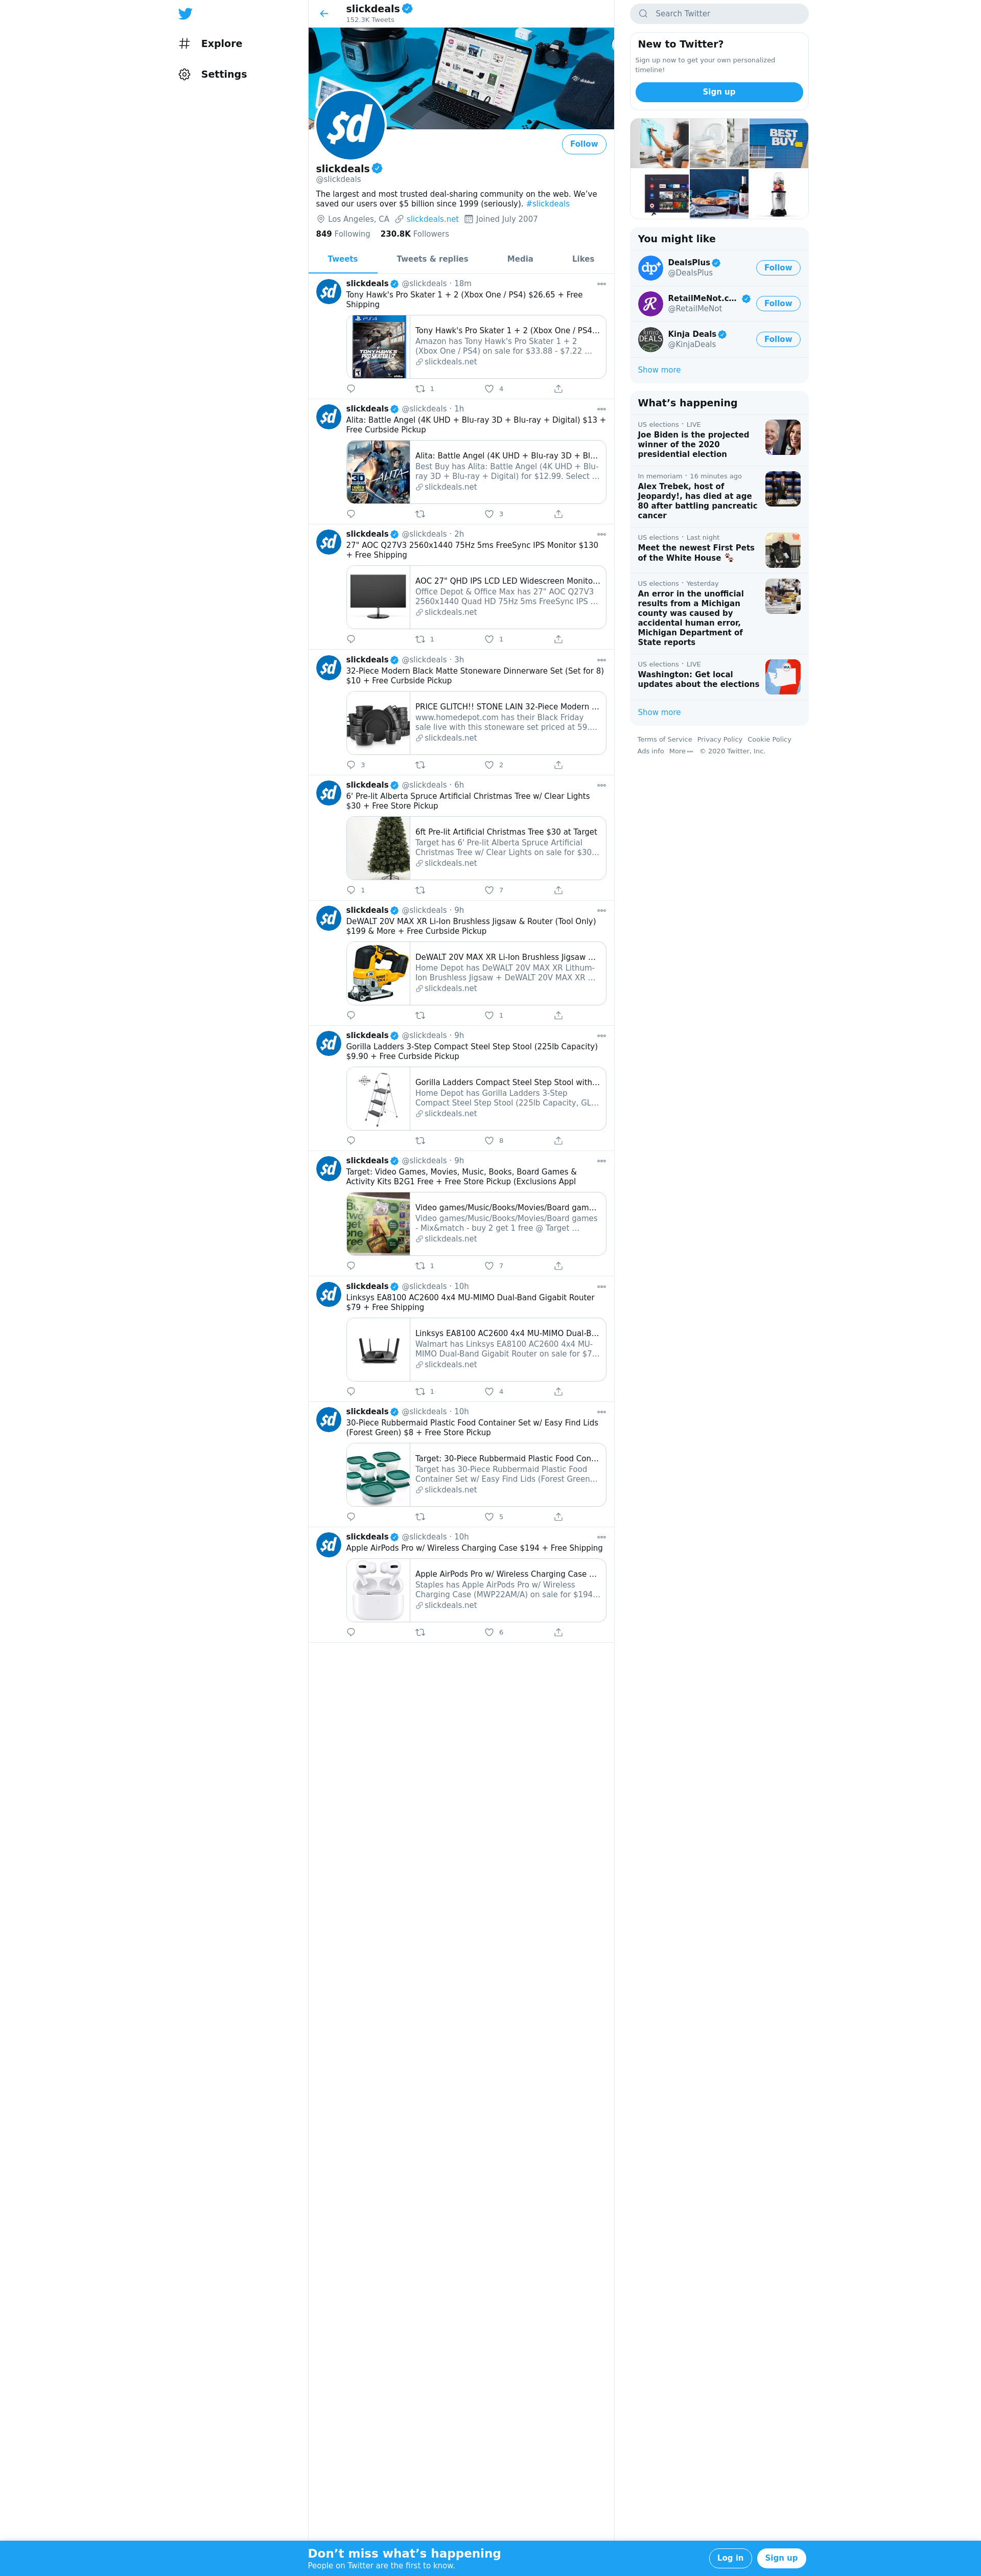 Explore
Settings
slickdeals
152.3K Tweets
$d
Follow
slickdeals
@slickdeals
The largest and most trusted deal-sharing community on the web. We've
saved our users over $5 billion since 1999 (seriously). #slickdeals
Los Angeles, CA slickdeals.net Joined July 2007
849 Following 230.8K Followers
Tweets Tweets & replies Media Likes
slickdeals @slickdeals · 18m
Tony Hawk's Pro Skater 1 + 2 (Xbox One / PS4) $26.65 + Free
Shipping
Tony Hawk's Pro Skater 1 + 2 (Xbox One / PS4...
Amazon has Tony Hawk's Pro Skater 1 + 2
(Xbox One / PS4) on sale for $33.88 - $7.22 ...
slickdeals.net
1 4
slickdeals @slickdeals · 1h
Alita: Battle Angel (4K UHD + Blu-ray 3D + Blu-ray + Digital) $13 +
Free Curbside Pickup
Alita: Battle Angel (4K UHD + Blu-ray 3D + Bl...
Best Buy has Alita: Battle Angel (4K UHD + Blu-
ray 3D + Blu-ray + Digital) for $12.99. Select ...
slickdeals.net
3
slickdeals @slickdeals · 2h
27" AOC Q27V3 2560x1440 75Hz 5ms FreeSync IPS Monitor $130
+ Free Shipping
AOC 27" QHD IPS LCD LED Widescreen Monito...
Office Depot & Office Max has 27" AOC Q27V3
2560x1440 Quad HD 75Hz 5ms FreeSync IPS ...
slickdeals.net
1 1
slickdeals @slickdeals · 3h
32-Piece Modern Black Matte Stoneware Dinnerware Set (Set for 8)
$10 + Free Curbside Pickup
PRICE GLITCH!! STONE LAIN 32-Piece Modern ...
www.homedepot.com has their Black Friday
sale live with this stoneware set priced at 59....
slickdeals.net
3 2
slickdeals @slickdeals · 6h
6' Pre-lit Alberta Spruce Artificial Christmas Tree w/ Clear Lights
$30 + Free Store Pickup
6ft Pre-lit Artificial Christmas Tree $30 at Target
Target has 6' Pre-lit Alberta Spruce Artificial
Christmas Tree w/ Clear Lights on sale for $30...
slickdeals.net
1 7
slickdeals @slickdeals · 9h
DeWALT 20V MAX XR Li-Ion Brushless Jigsaw & Router (Tool Only)
$199 & More + Free Curbside Pickup
DeWALT 20V MAX XR Li-Ion Brushless Jigsaw ...
Home Depot has DeWALT 20V MAX XR Lithum-
Ion Brushless Jigsaw + DeWALT 20V MAX XR ...
slickdeals.net
1
slickdeals @slickdeals · 9h
Gorilla Ladders 3-Step Compact Steel Step Stool (225lb Capacity)
$9.90 + Free Curbside Pickup
Gorilla Ladders Compact Steel Step Stool with...
Home Depot has Gorilla Ladders 3-Step
Compact Steel Step Stool (225lb Capacity, GL...
slickdeals.net
8
slickdeals @slickdeals · 9h
Target: Video Games, Movies, Music, Books, Board Games &
Activity Kits B2G1 Free + Free Store Pickup (Exclusions Appl
Video games/Music/Books/Movies/Board gam...
Video games/Music/Books/Movies/Board games
- Mix&match - buy 2 get 1 free @ Target ...
slickdeals.net
1 7
slickdeals @slickdeals · 10h
Linksys EA8100 AC2600 4x4 MU-MIMO Dual-Band Gigabit Router
$79 + Free Shipping
Linksys EA8100 AC2600 4x4 MU-MIMO Dual-B...
Walmart has Linksys EA8100 AC2600 4x4 MU-
MIMO Dual-Band Gigabit Router on sale for $7...
slickdeals.net
1 4
slickdeals @slickdeals · 10h
30-Piece Rubbermaid Plastic Food Container Set w/ Easy Find Lids
(Forest Green) $8 + Free Store Pickup
Target: 30-Piece Rubbermaid Plastic Food Con...
Target has 30-Piece Rubbermaid Plastic Food
Container Set w/ Easy Find Lids (Forest Green...
slickdeals.net
5
slickdeals @slickdeals · 10h
Apple AirPods Pro w/ Wireless Charging Case $194 + Free Shipping
Apple AirPods Pro w/ Wireless Charging Case ...
Staples has Apple AirPods Pro w/ Wireless
Charging Case (MWP22AM/A) on sale for $194...
slickdeals.net
6
Search Twitter
New to Twitter?
Sign up now to get your own personalized
timeline!
Sign up
BEST
BUY
You might like
DealsPlus
@DealsPlus
Follow
RetailMeNot.c...
@RetailMeNot
Follow
Kinja Deals
@KinjaDeals
Follow
Show more
What's happening
US elections · LIVE
Joe Biden is the projected
winner of the 2020
presidential election
In memoriam · 16 minutes ago
Alex Trebek, host of
Jeopardy!, has died at age
80 after battling pancreatic
cancer
US elections · Last night
Meet the newest First Pets
of the White House 🐾
US elections · Yesterday
An error in the unofficial
results from a Michigan
county was caused by
accidental human error,
Michigan Department of
State reports
US elections · LIVE
Washington: Get local
updates about the elections
Show more
Terms of Service Privacy Policy Cookie Policy
Ads info More © 2020 Twitter, Inc.
Don't miss what's happening
People on Twitter are the first to know.
Log in
Sign up